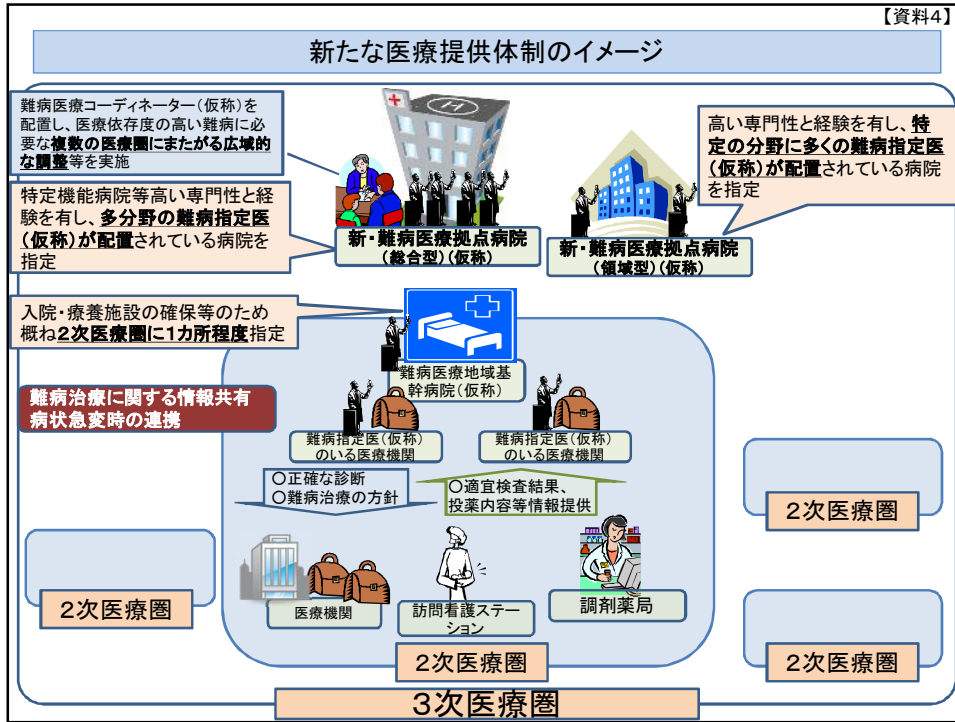 【資料4】
新たな医療提供体制のイメージ
難病医療コーディネーター(仮称)を
配置し、医療依存度の高い難病に必
要な複数の医療圏にまたがる広域的
な調整等を実施
特定機能病院等高い専門性と経
験を有し、多分野の難病指定医
(仮称)が配置されている病院を
指定
高い専門性と経験を有し、特
定の分野に多くの難病指定医
(仮称)が配置されている病院
を指定
H
新・難病医療拠点病院
(総合型)(仮称)
新・難病医療拠点病院
(領域型)(仮称)
入院・療養施設の確保等のため
概ね2次医療圏に1カ所程度指定
難病医療地域基
幹病院(仮称)
難病治療に関する情報共有
病状急変時の連携
難病指定医(仮称)
のいる医療機関
難病指定医(仮称)
のいる医療機関
○正確な診断
○難病治療の方針
○適宜検査結果、
投薬内容等情報提供
医療機関
訪問看護ステー
ション
調剤薬局
2次医療圏
2次医療圏
2次医療圏
2次医療圏
3次医療圏